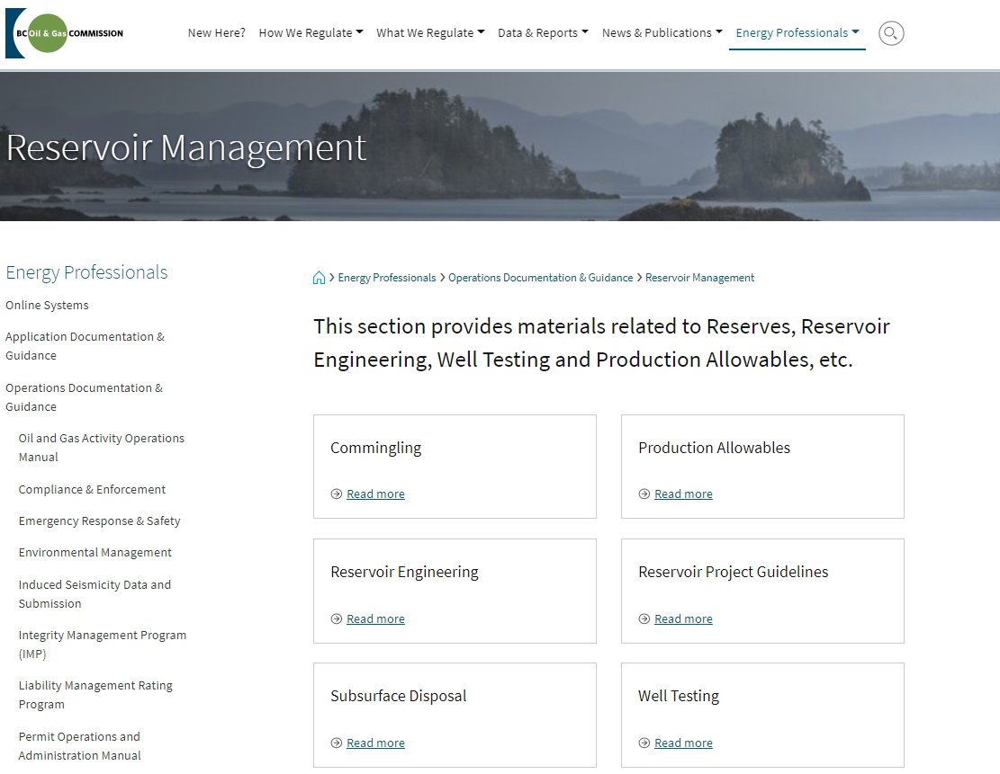 BC Oil & Gas COMMISSION
New Here? How We Regulate What We Regulate Data & Reports News & Publications Energy Professionals
Reservoir Management
Energy Professionals
Online Systems
Application Documentation &
Guidance
Operations Documentation &
Guidance
Oil and Gas Activity Operations
Manual
Compliance & Enforcement
Emergency Response & Safety
Environmental Management
Induced Seismicity Data and
Submission
Integrity Management Program
(IMP)
Liability Management Rating
Program
Permit Operations and
Administration Manual
Energy Professionals Operations Documentation & Guidance Reservoir Management
This section provides materials related to Reserves, Reservoir
Engineering, Well Testing and Production Allowables, etc.
Commingling
Read more
Production Allowables
Read more
Reservoir Engineering
Read more
Reservoir Project Guidelines
Read more
Subsurface Disposal
Read more
Well Testing
Read more